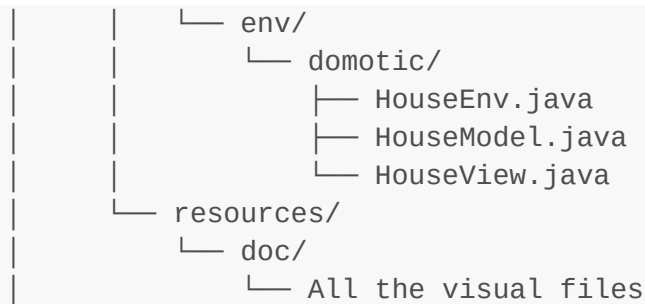 │       │   └── env/
│       │       └── domotic/
│       │           ├── HouseEnv.java
│       │           ├── HouseModel.java
│       │           └── HouseView.java
│       └── resources/
│           └── doc/
│               └── All the visual files